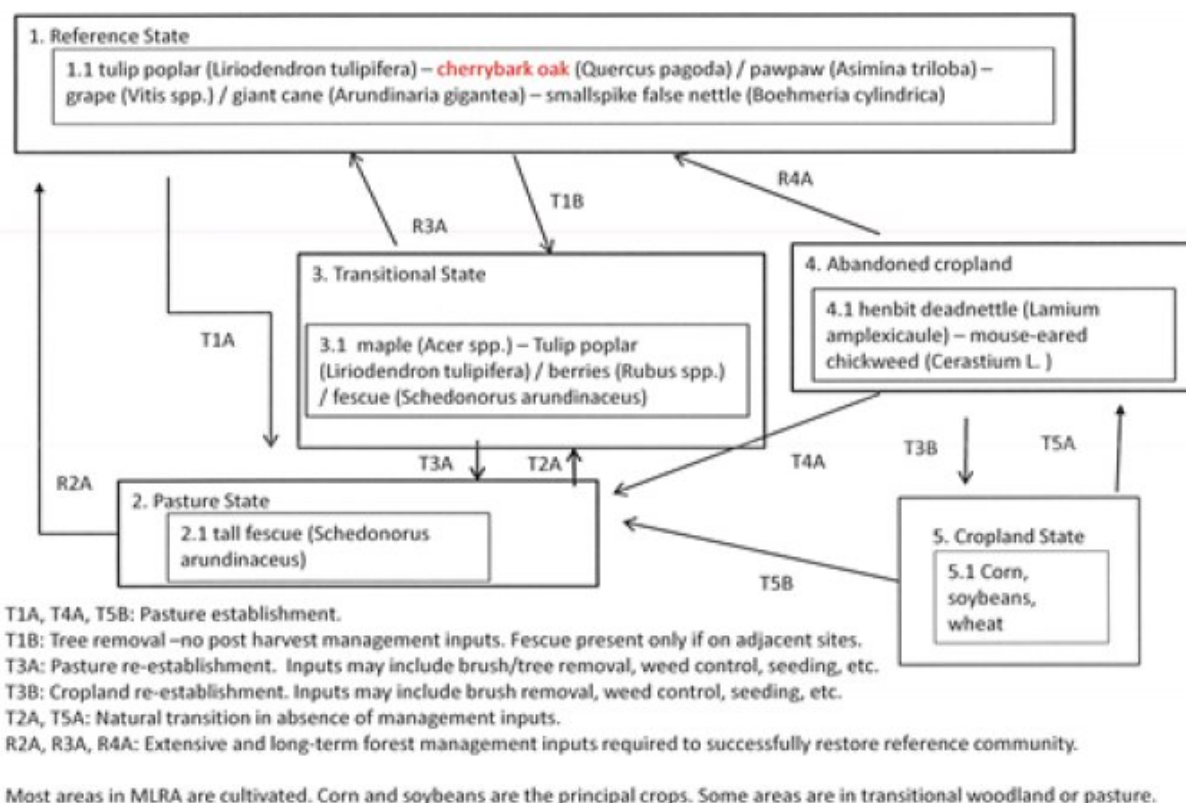 1. Reference State
1.1 tulip poplar (Liriodendron tulipifera) – cherrybark oak (Quercus pagoda) / pawpaw (Asimina triloba) –
grape (Vitis spp.) / giant cane (Arundinaria gigantea) – smallspike false nettle (Boehmeria cylindrica)
R4A
T1B
R3A
3. Transitional State
4. Abandoned cropland
3.1 maple (Acer spp.) – Tulip poplar
(Liriodendron tulipifera) / berries (Rubus spp.)
/ fescue (Schedonorus arundinaceus)
4.1 henbit deadnettle (Lamium
amplexicaule) – mouse-eared
chickweed (Cerastium L. )
T1A
T3A
T2A
T4A
T3B
T5A
R2A
2. Pasture State
2.1 tall fescue (Schedonorus
arundinaceus)
5. Cropland State
5.1 Corn,
soybeans,
wheat
T5B
T1A, T4A, T5B: Pasture establishment.
T1B: Tree removal –no post harvest management inputs. Fescue present only if on adjacent sites.
T3A: Pasture re-establishment. Inputs may include brush/tree removal, weed control, seeding, etc.
T3B: Cropland re-establishment. Inputs may include brush removal, weed control, seeding, etc.
T2A, T5A: Natural transition in absence of management inputs.
R2A, R3A, R4A: Extensive and long-term forest management inputs required to successfully restore reference community.
Most areas in MLRA are cultivated. Corn and soybeans are the principal crops. Some areas are in transitional woodland or pasture.